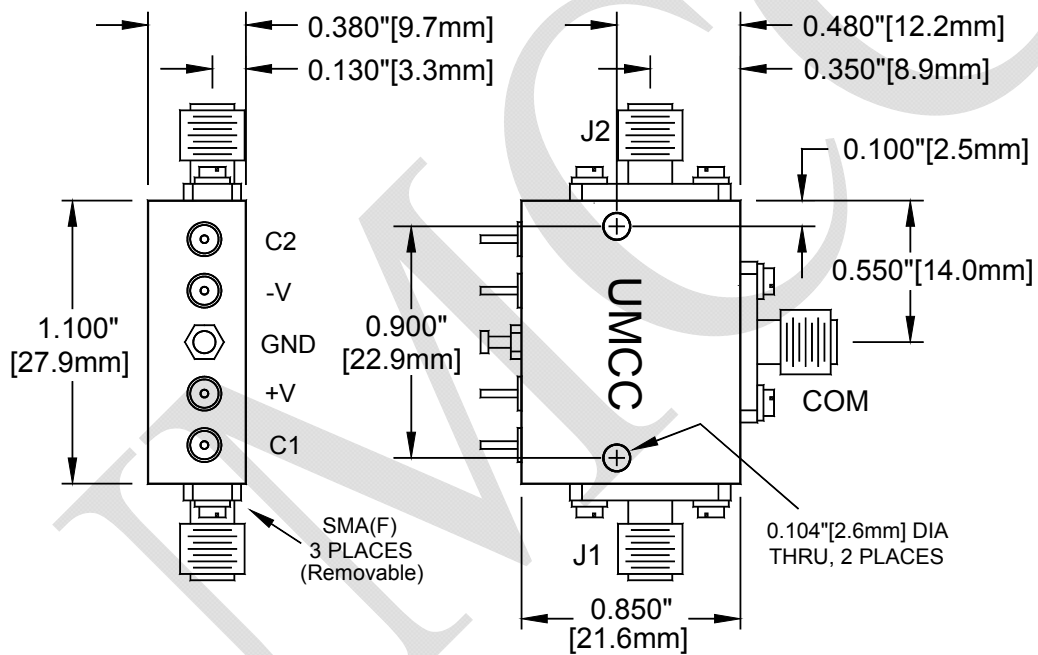 0.380"[9.7mm]
0.130"[3.3mm]
0.480"[12.2mm]
0.350"[8.9mm]
J2
0.100"[2.5mm]
0.550"[14.0mm]
C2
-V
GND
+V
C1
1.100"
[27.9mm]
0.900"
[22.9mm]
UMCC
COM
SMA(F)
3 PLACES
(Removable)
J1
0.104"[2.6mm] DIA
THRU, 2 PLACES
0.850"
[21.6mm]